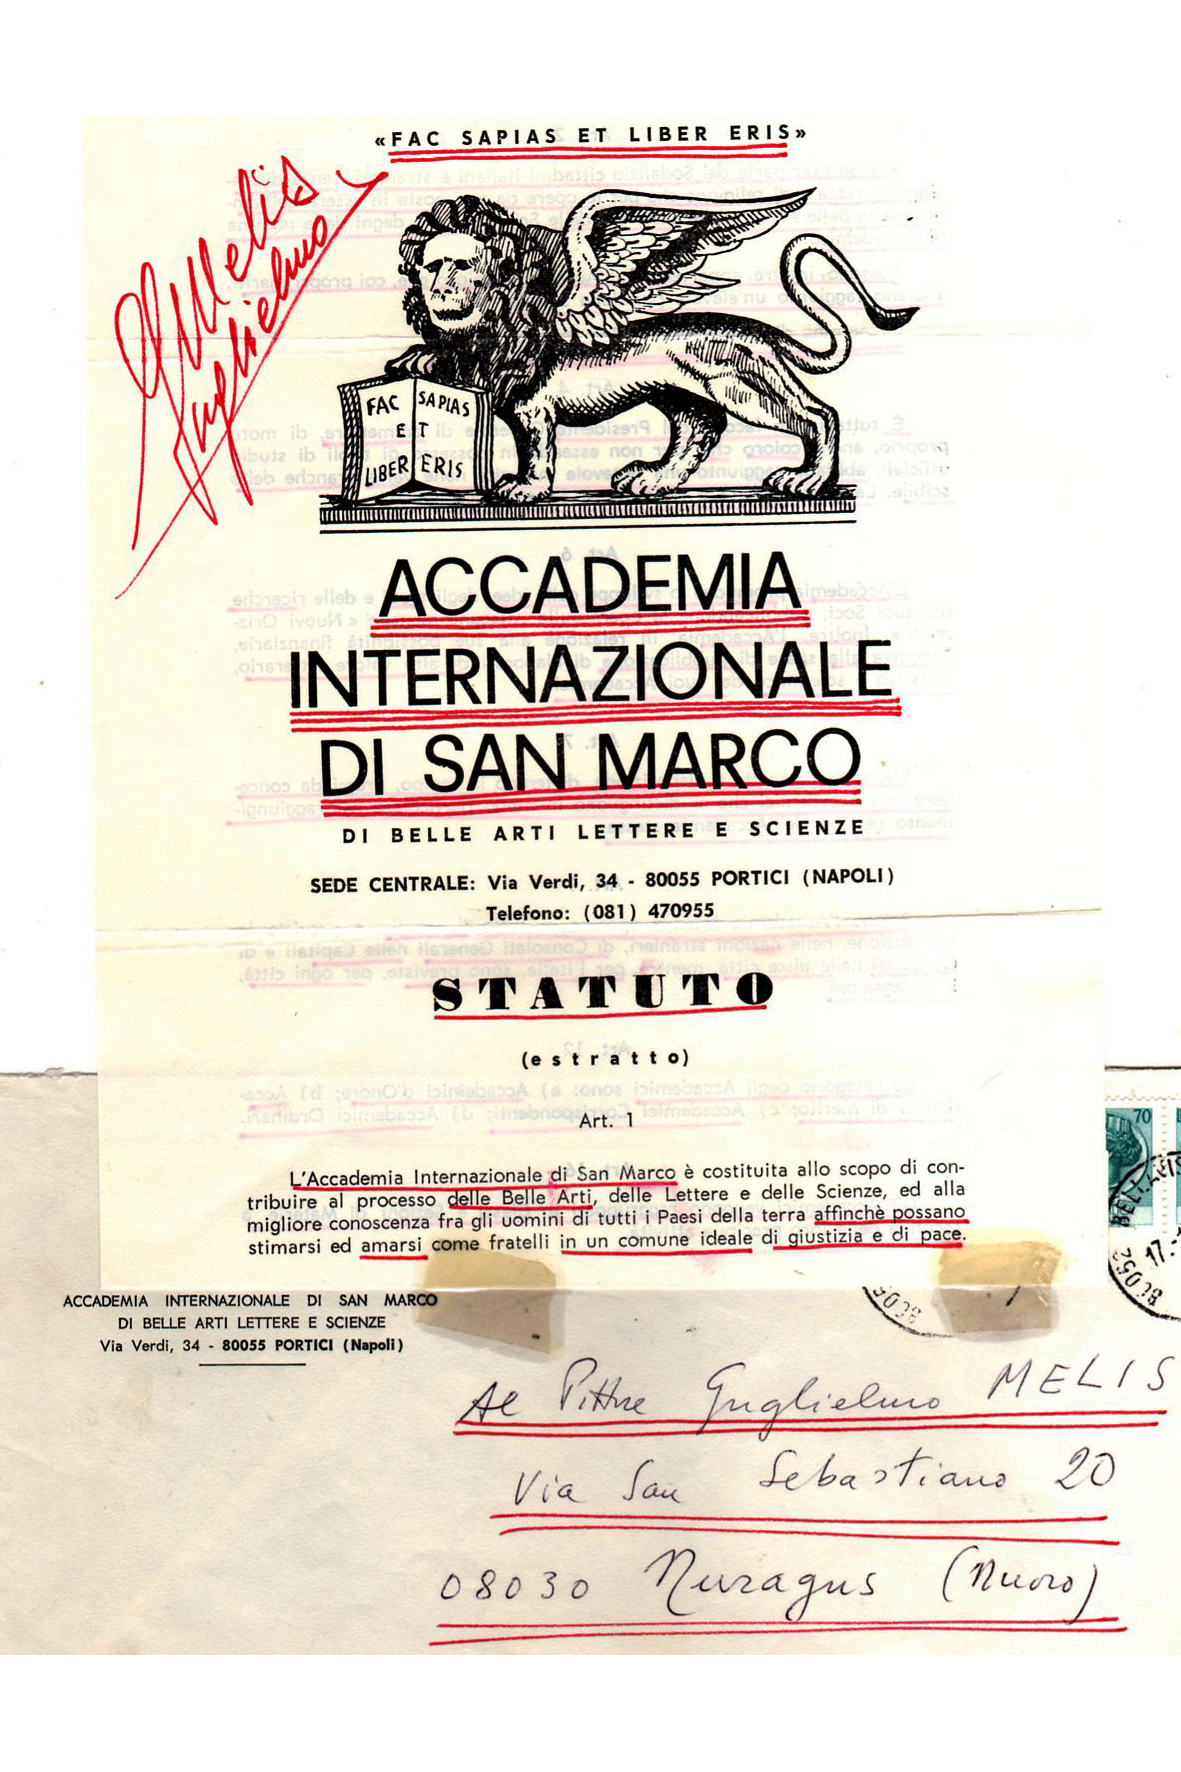 «FAC SAPIAS ET LIBER ERIS»
Melis
Guglielmo
FAC SAPIAS
ET
LIBER ERIS
ACCADEMIA
INTERNAZIONALE
DI SAN MARCO
DI BELLE ARTI LETTERE E SCIENZE
SEDE CENTRALE: Via Verdi, 34 - 80055 PORTICI (NAPOLI)
Telefono: (081) 470955
STATUTO
(estratto)
Art. 1
L'Accademia Internazionale di San Marco è costituita allo scopo di con-
tribuire al processo delle Belle Arti, delle Lettere e delle Scienze, ed alla
migliore conoscenza fra gli uomini di tutti i Paesi della terra affinchè possano
stimarsi ed amarsi come fratelli in un comune ideale di giustizia e di pace.
70
ACCADEMIA INTERNAZIONALE DI SAN MARCO
DI BELLE ARTI LETTERE E SCIENZE
Via Verdi, 34 - 80055 PORTICI (Napoli)
Al Pittore Guglielmo MELIS
Via San Sebastiano 20
08030 Nuragus (Nuoro)